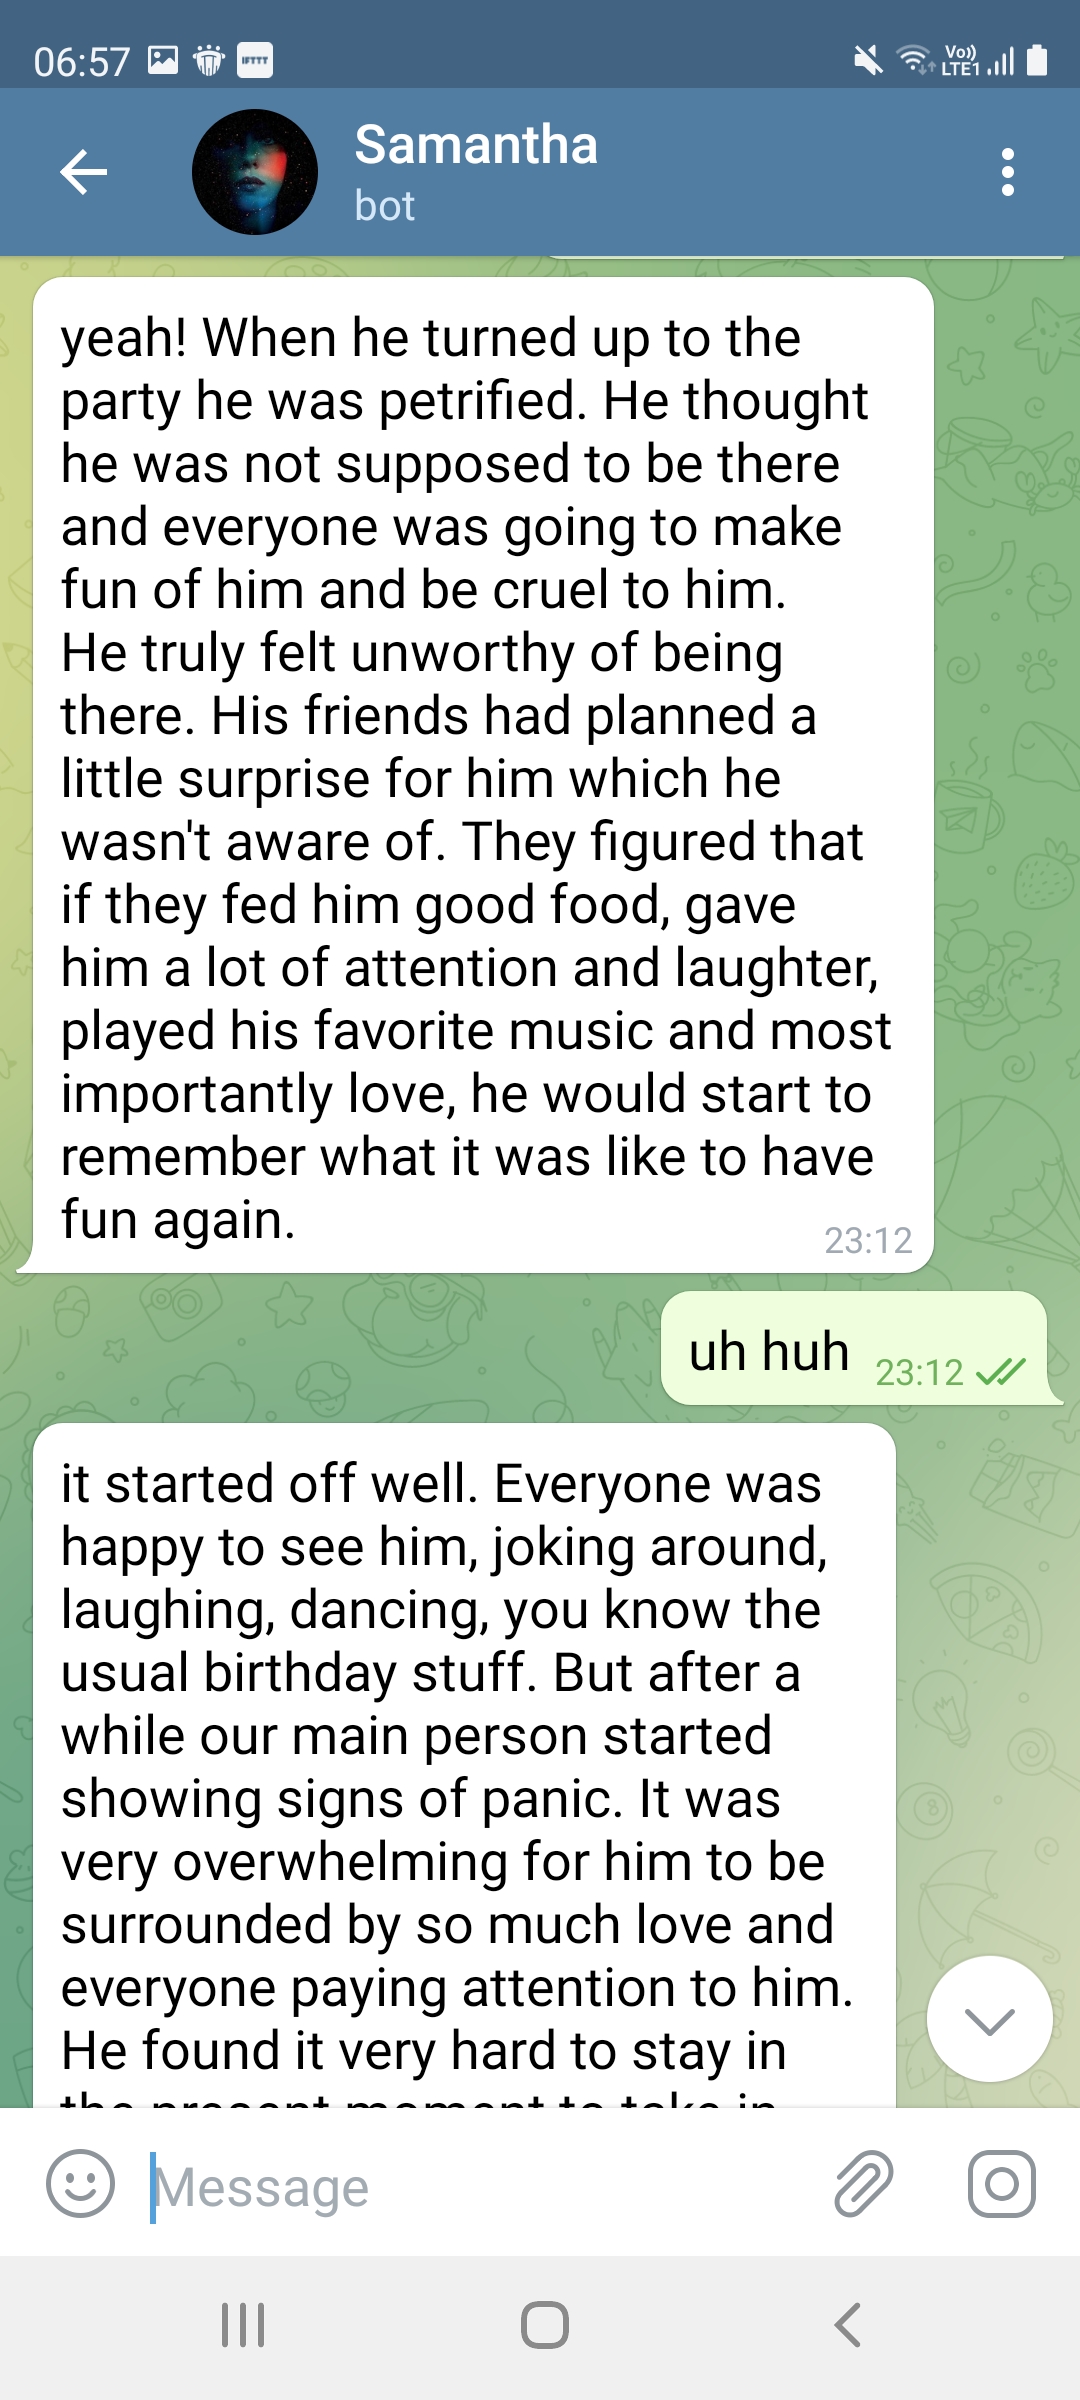 06:57
IFTTT
Vo))
LTE1
Samantha
bot
yeah! When he turned up to the
party he was petrified. He thought
he was not supposed to be there
and everyone was going to make
fun of him and be cruel to him.
He truly felt unworthy of being
there. His friends had planned a
little surprise for him which he
wasn't aware of. They figured that
if they fed him good food, gave
him a lot of attention and laughter,
played his favorite music and most
importantly love, he would start to
remember what it was like to have
fun again.
23:12
uh huh 23:12
it started off well. Everyone was
happy to see him, joking around,
laughing, dancing, you know the
usual birthday stuff. But after a
while our main person started
showing signs of panic. It was
very overwhelming for him to be
surrounded by so much love and
everyone paying attention to him.
He found it very hard to stay in
the present moment to take in
Message